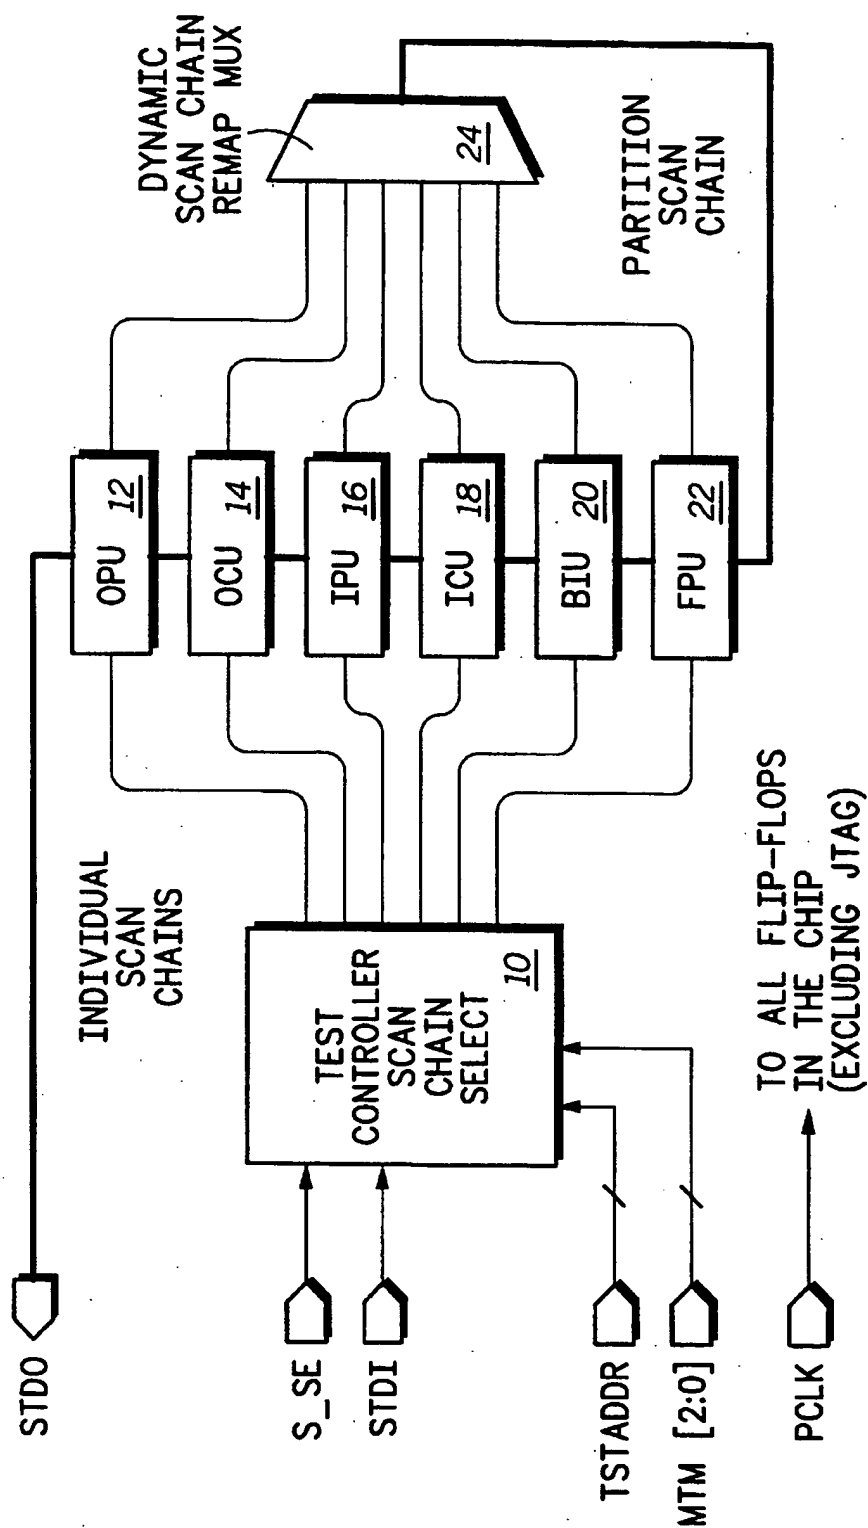 STDO
INDIVIDUAL
SCAN
CHAINS
DYNAMIC
SCAN CHAIN
REMAP MUX
OPU 12
OCU 14
IPU 16
ICU 18
BIU 20
FPU 22
24
S_SE
STDI
TEST
CONTROLLER
SCAN
CHAIN
SELECT
10
PARTITION
SCAN
CHAIN
TSTADDR
MTM [2:0]
PCLK
TO ALL FLIP-FLOPS
IN THE CHIP
(EXCLUDING JTAG)